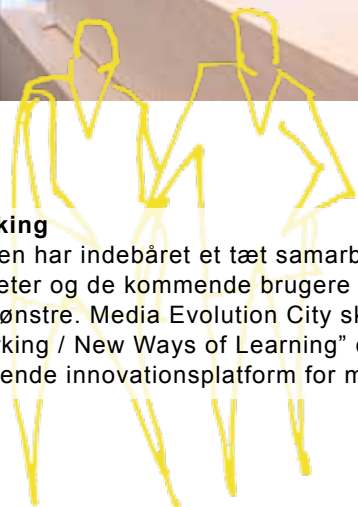 king
en har indebåret et tæt samarb
eter og de kommende brugere
ønstre. Media Evolution City sk
rking / New Ways of Learning”
ende innovationsplatform for m